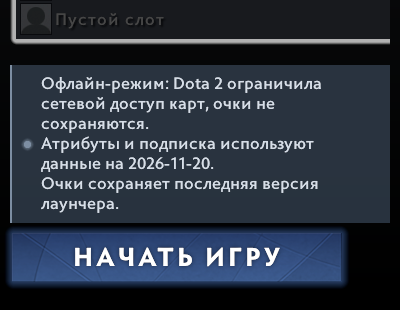 Пустой слот
Офлайн-режим: Dota 2 ограничила
сетевой доступ карт, очки не
сохраняются.
Атрибуты и подписка используют
данные на 2026-11-20.
Очки сохраняет последняя версия
лаунчера.
НАЧАТЬ ИГРУ